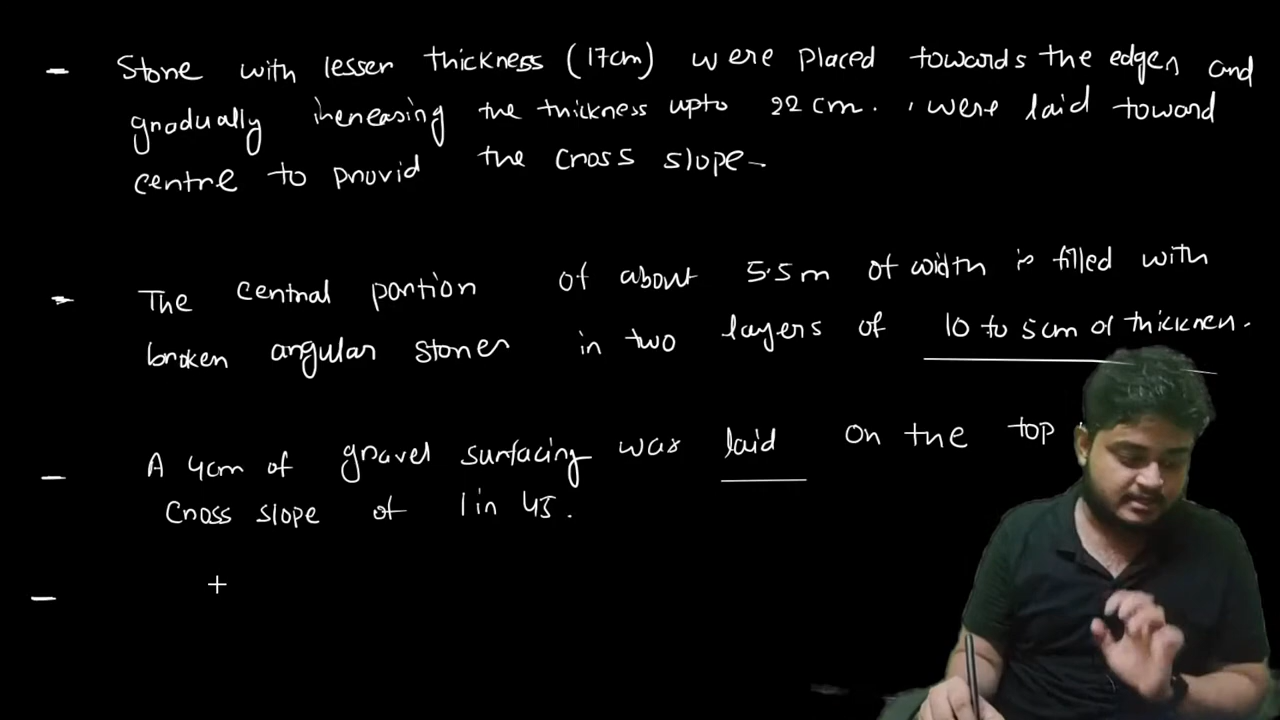 - Stone with lesser thickness (17cm) were placed towards the edges and
gradually increasing the thickness upto 22 cm. were laid toward
centre to provid the cross slope-
- The central portion of about 5.5m of width is filled with
broken angular stones in two layers of 10 to 5cm of thicknes.
- A 4cm of gravel surfacing was laid on the top
cross slope of 1 in 45.
-